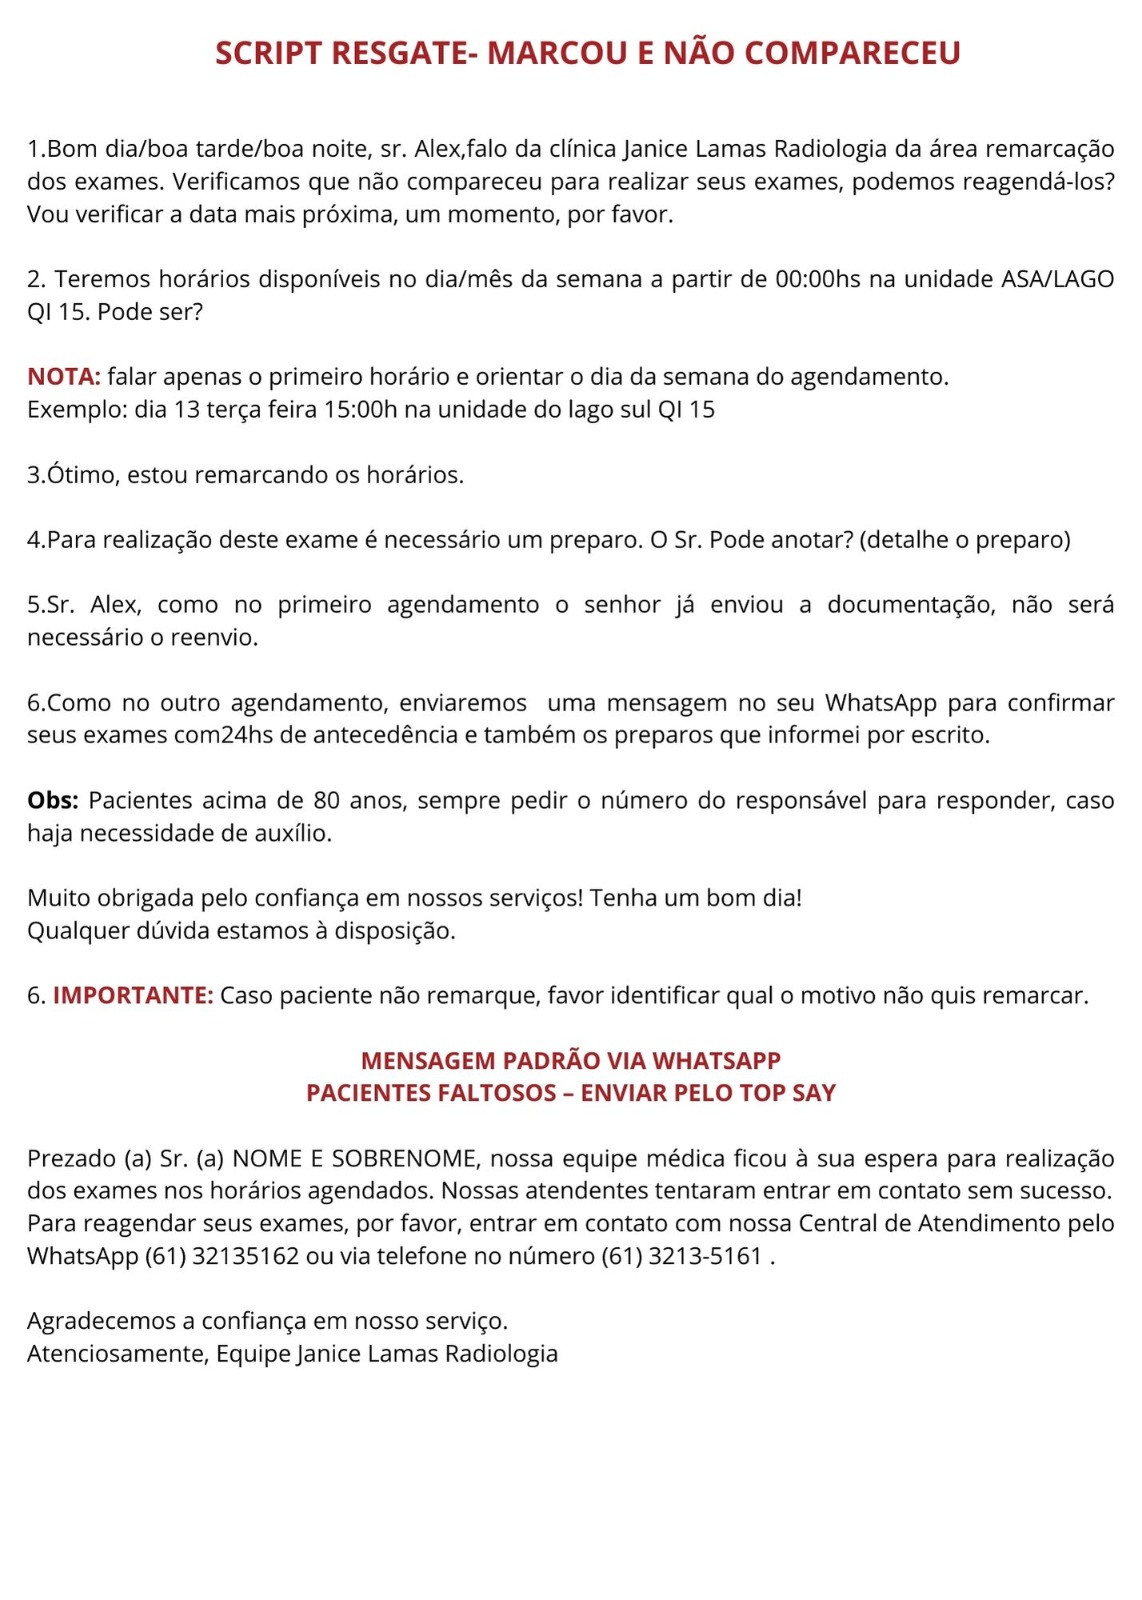 SCRIPT RESGATE- MARCOU E NÃO COMPARECEU
1.Bom dia/boa tarde/boa noite, sr. Alex,falo da clínica Janice Lamas Radiologia da área remarcação
dos exames. Verificamos que não compareceu para realizar seus exames, podemos reagendá-los?
Vou verificar a data mais próxima, um momento, por favor.
2. Teremos horários disponíveis no dia/mês da semana a partir de 00:00hs na unidade ASA/LAGO
QI 15. Pode ser?
NOTA: falar apenas o primeiro horário e orientar o dia da semana do agendamento.
Exemplo: dia 13 terça feira 15:00h na unidade do lago sul QI 15
3.Ótimo, estou remarcando os horários.
4.Para realização deste exame é necessário um preparo. O Sr. Pode anotar? (detalhe o preparo)
5.Sr. Alex, como no primeiro agendamento o senhor já enviou a documentação, não será
necessário o reenvio.
6.Como no outro agendamento, enviaremos uma mensagem no seu WhatsApp para confirmar
seus exames com24hs de antecedência e também os preparos que informei por escrito.
Obs: Pacientes acima de 80 anos, sempre pedir o número do responsável para responder, caso
haja necessidade de auxílio.
Muito obrigada pelo confiança em nossos serviços! Tenha um bom dia!
Qualquer dúvida estamos à disposição.
6. IMPORTANTE: Caso paciente não remarque, favor identificar qual o motivo não quis remarcar.
MENSAGEM PADRÃO VIA WHATSAPP
PACIENTES FALTOSOS – ENVIAR PELO TOP SAY
Prezado (a) Sr. (a) NOME E SOBRENOME, nossa equipe médica ficou à sua espera para realização
dos exames nos horários agendados. Nossas atendentes tentaram entrar em contato sem sucesso.
Para reagendar seus exames, por favor, entrar em contato com nossa Central de Atendimento pelo
WhatsApp (61) 32135162 ou via telefone no número (61) 3213-5161 .
Agradecemos a confiança em nosso serviço.
Atenciosamente, Equipe Janice Lamas Radiologia